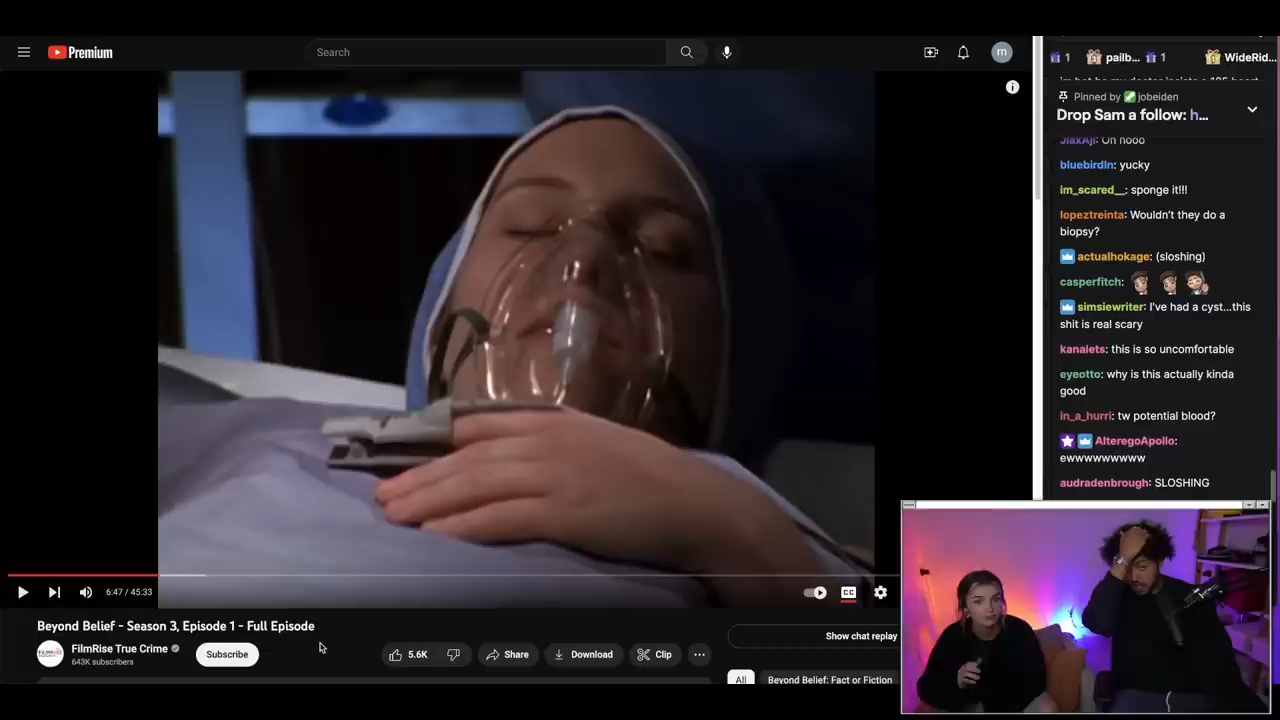 Premium
Search
m
6:47 / 45:33
CC
Beyond Belief - Season 3, Episode 1 - Full Episode
FilmRise True Crime
643K subscribers
Subscribe
5.6K
Share
Download
Clip
Show chat replay
All
Beyond Belief: Fact or Fiction
1 pailb... 1 WideRid...
Pinned by jobeiden
Drop Sam a follow: h...
JiaxAji: Oh nooo
bluebirdln: yucky
im_scared__: sponge it!!!
lopeztreinta: Wouldn't they do a
biopsy?
actualhokage: (sloshing)
casperfitch:
simsiewriter: I've had a cyst...this
shit is real scary
kanalets: this is so uncomfortable
eyeotto: why is this actually kinda
good
in_a_hurri: tw potential blood?
AlteregoApollo:
ewwwwwwwww
audradenbrough: SLOSHING